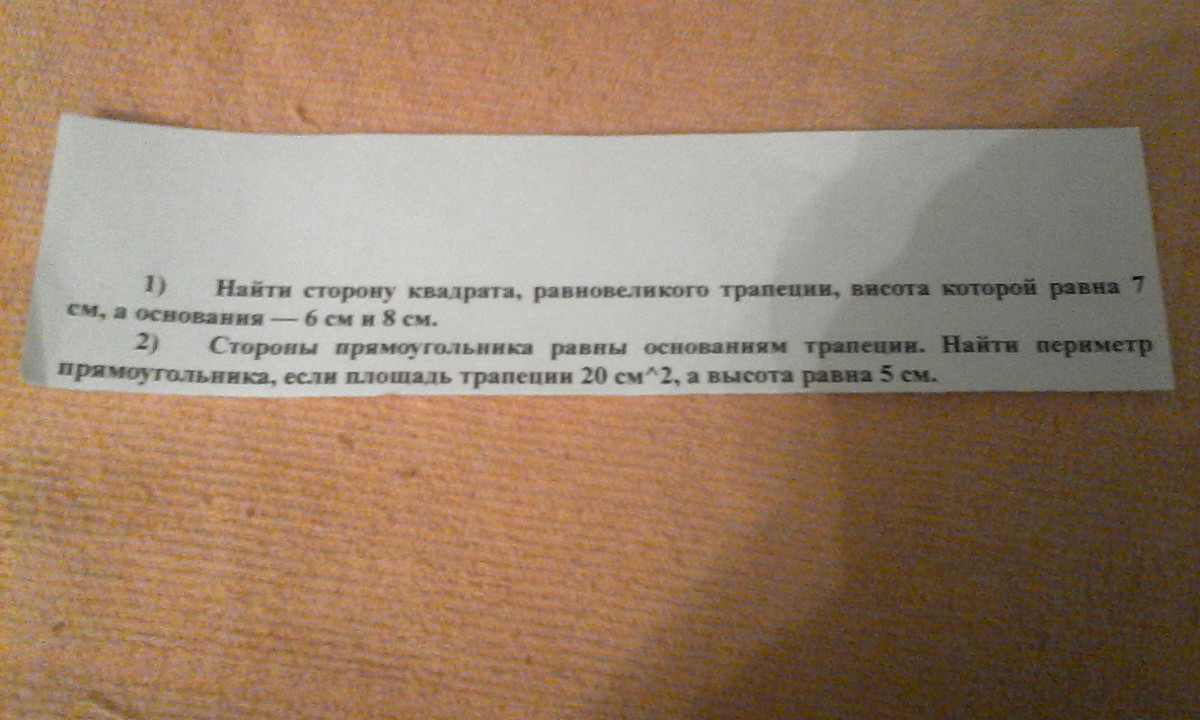 1) Найти сторону квадрата, равновеликого трапеции, висота которой равна 7
см, а основания — 6 см и 8 см.
2) Стороны прямоугольника равны основаниям трапеции. Найти периметр
прямоугольника, если площадь трапеции 20 см^2, а высота равна 5 см.